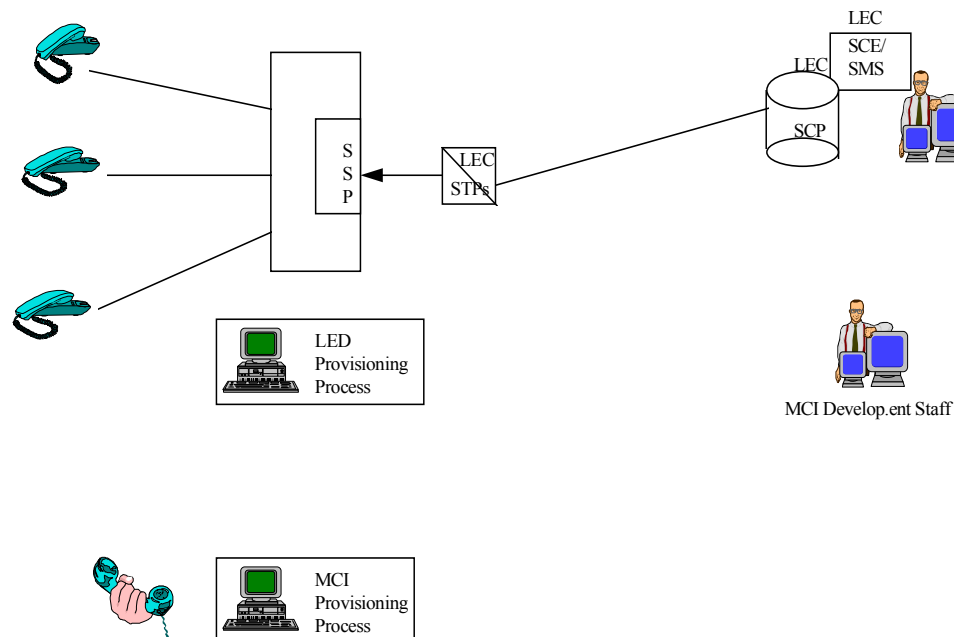 LEC
SCE/
SMS
LEC
SCP
S
S
P
LEC
STPs
LED
Provisioning
Process
MCI Develop.ent Staff
MCI
Provisioning
Process